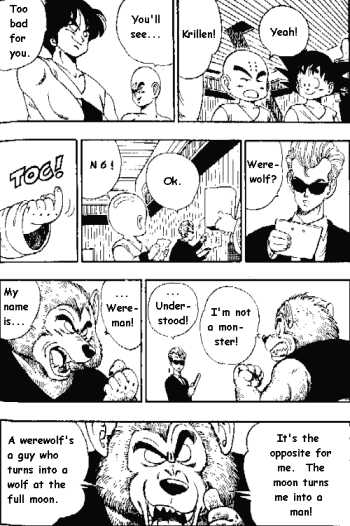 Too
bad
for
you.
You'll
see...
Krillen!
Yeah!
TOC!
N 6!
Ok.
Were-
wolf?
My
name
is...
...
Were-
man!
...
Under-
stood!
I'm not
a mon-
ster!
A werewolf's
a guy who
turns into a
wolf at the
full moon.
It's the
opposite for
me. The
moon turns
me into a
man!